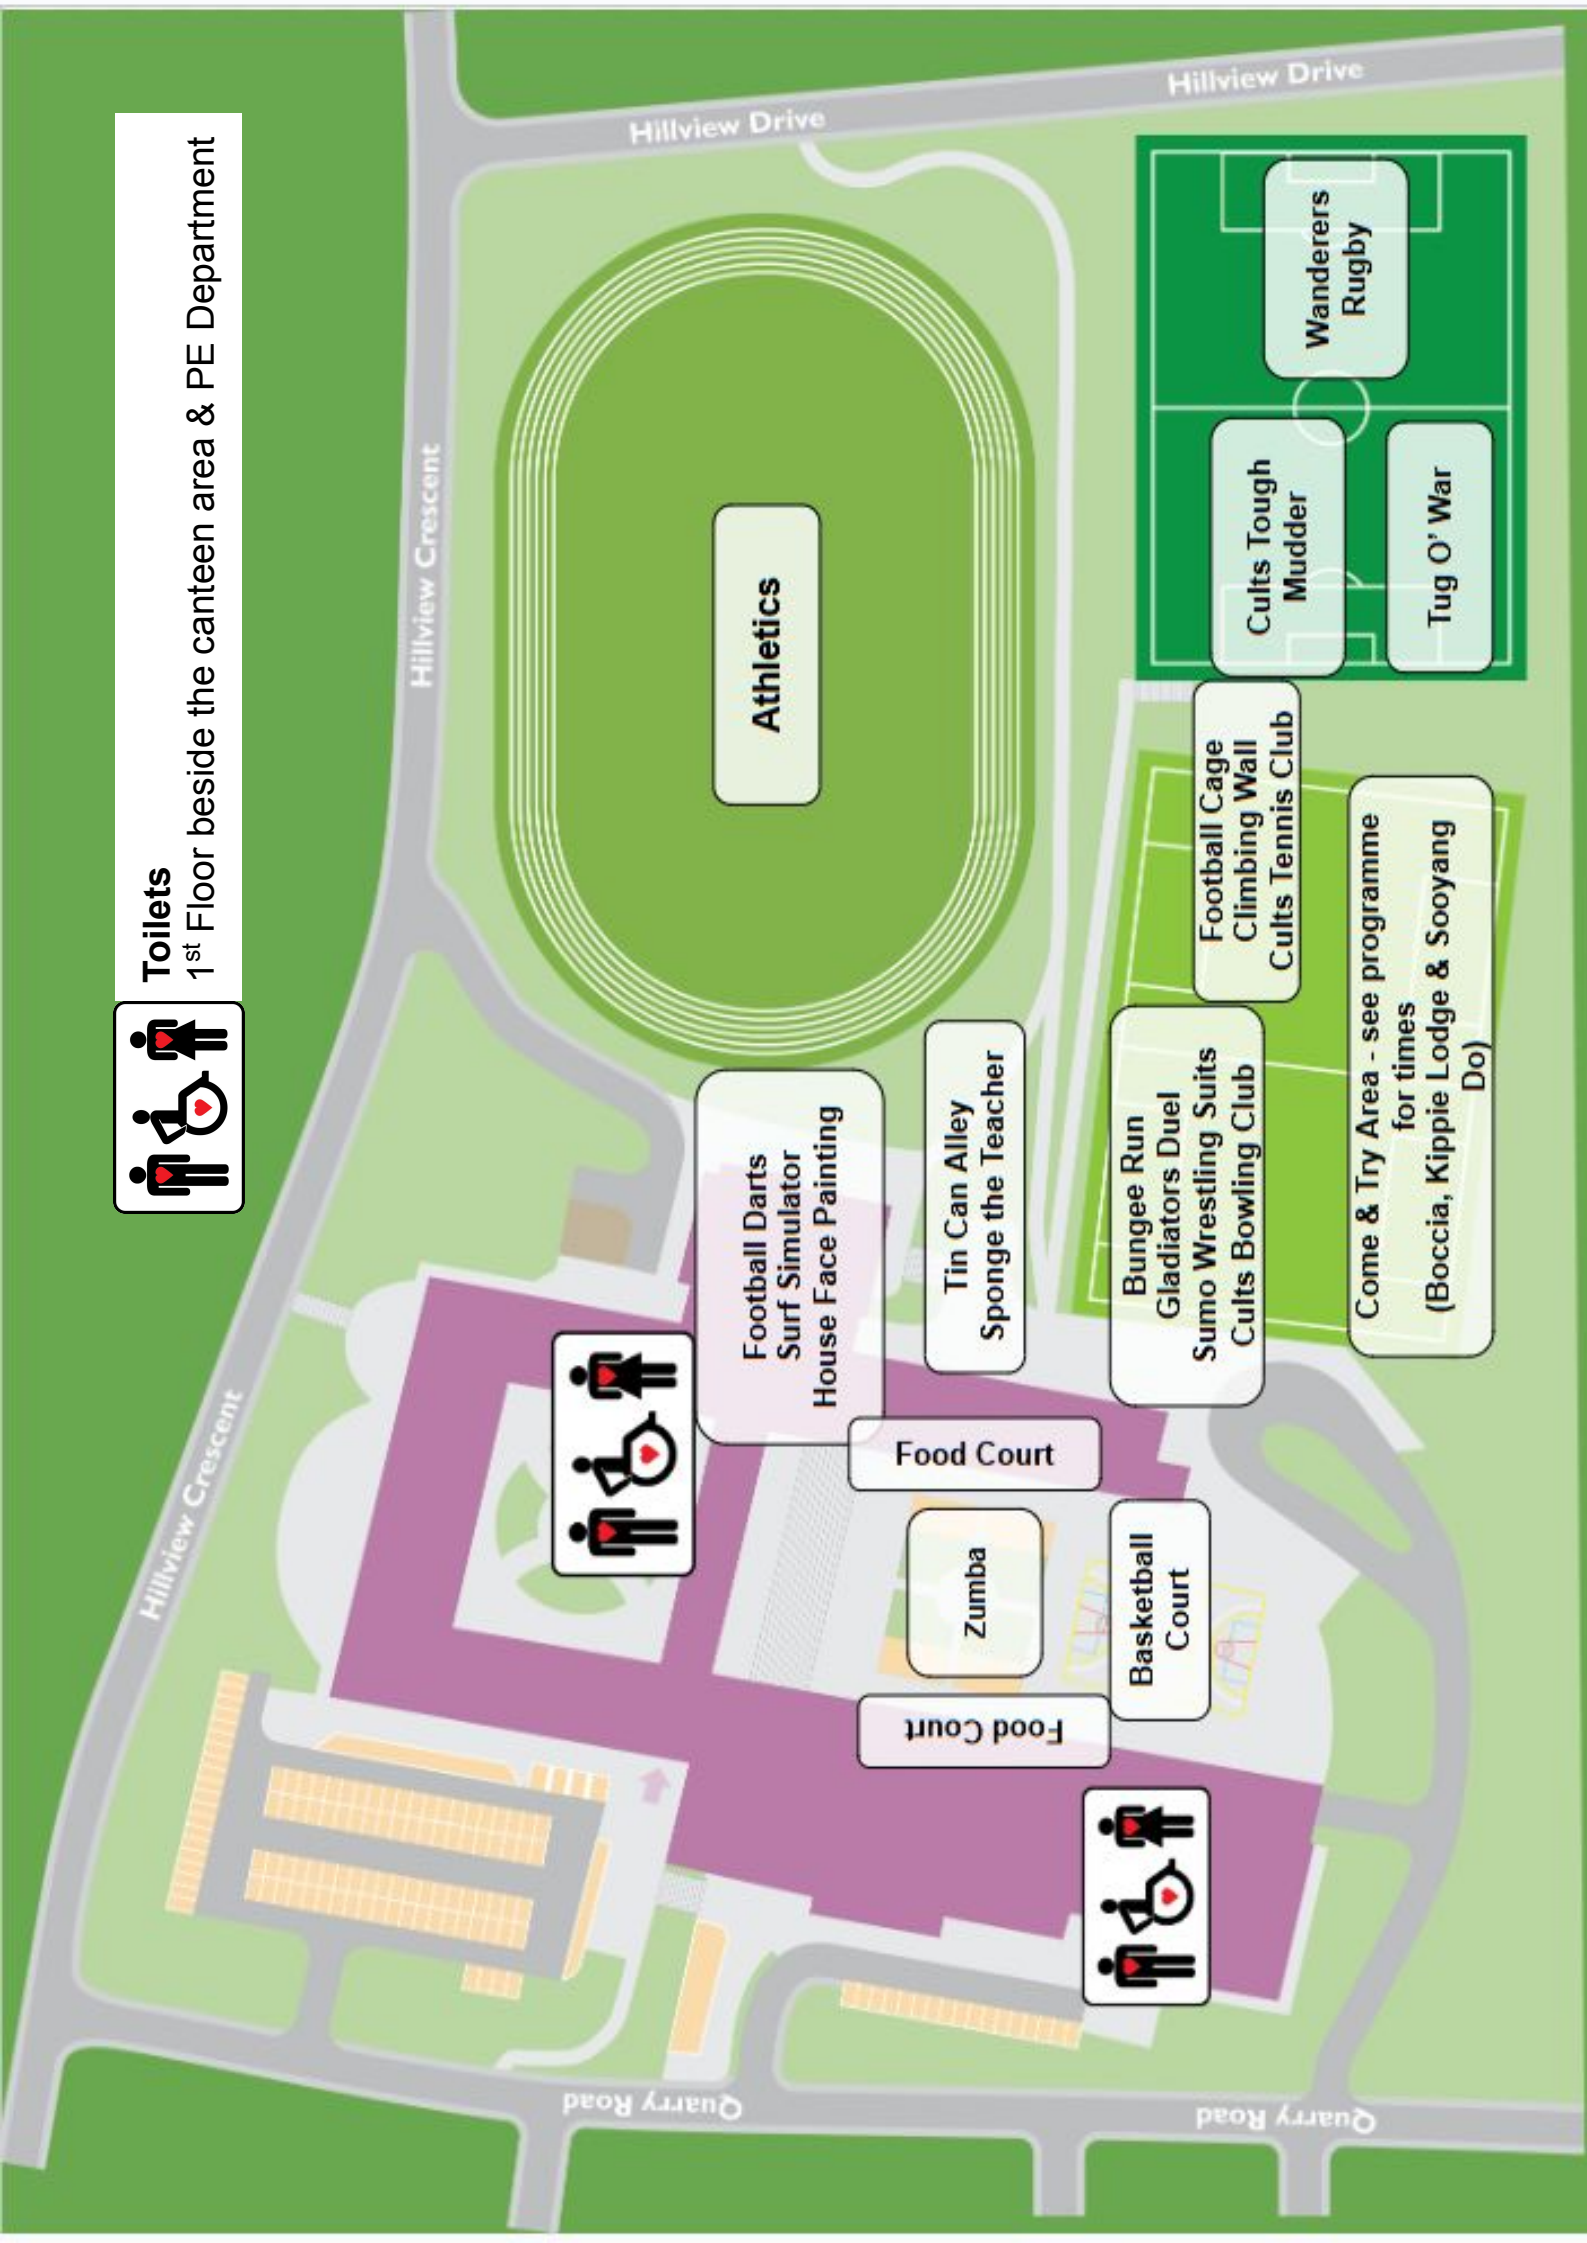 Toilets
1st Floor beside the canteen area & PE Department
Hillview Crescent
Hillview Crescent
Hillview Drive
Hillview Drive
Quarry Road
Quarry Road
Athletics
Football Darts
Surf Simulator
House Face Painting
Tin Can Alley
Sponge the Teacher
Food Court
Zumba
Food Court
Basketball
Court
Bungee Run
Gladiators Duel
Sumo Wrestling Suits
Cults Bowling Club
Football Cage
Climbing Wall
Cults Tennis Club
Come & Try Area - see programme
for times
(Boccia, Kippie Lodge & Sooyang
Do)
Cults Tough
Mudder
Tug O' War
Wanderers
Rugby